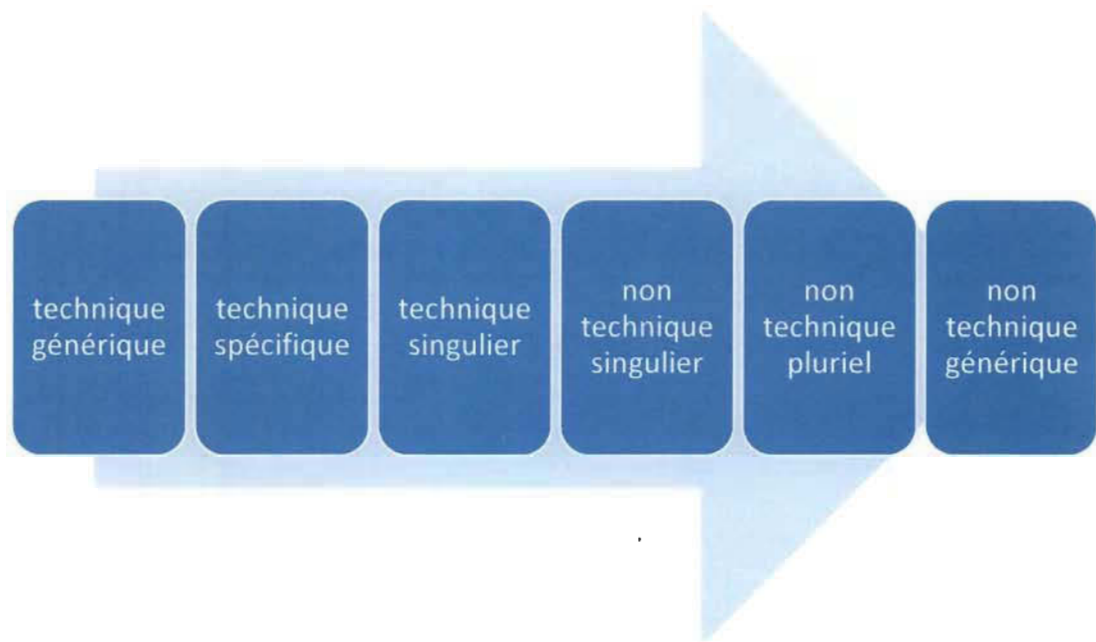 technique
générique
technique
spécifique
technique
singulier
non
technique
singulier
non
technique
pluriel
non
technique
générique